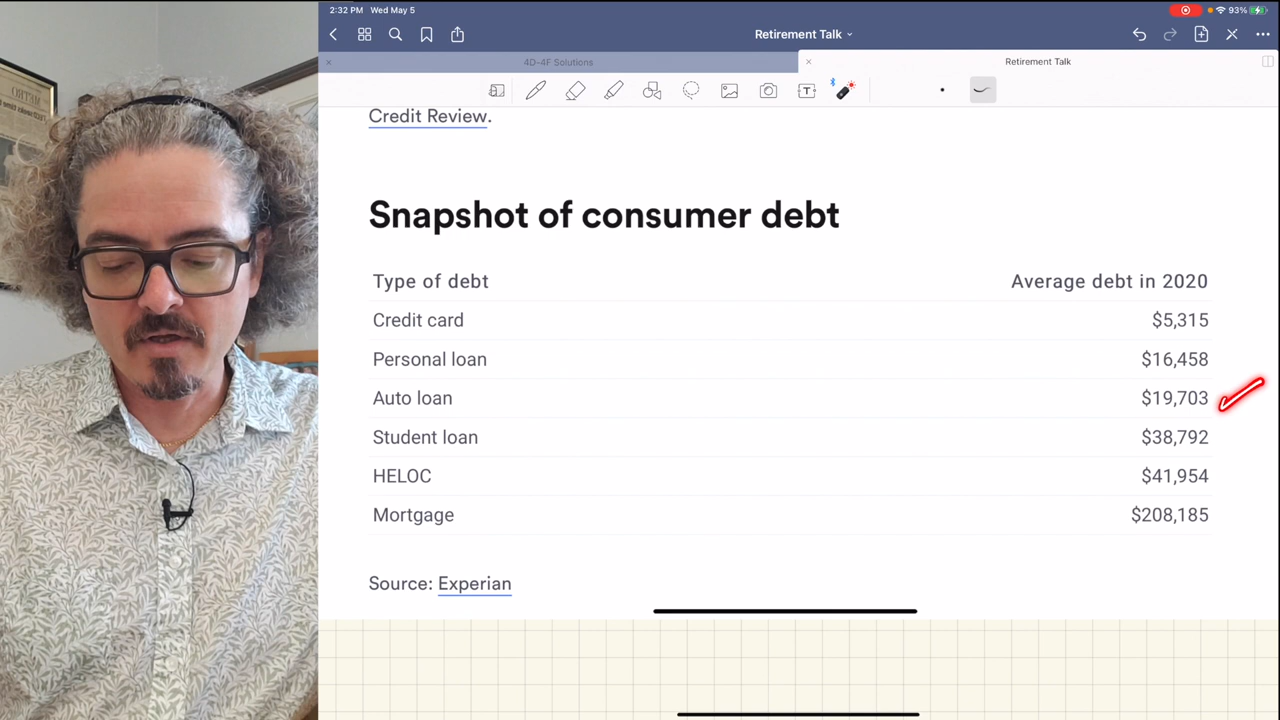 2:32 PM Wed May 5
93%
Retirement Talk
4D-4F Solutions
Retirement Talk
T
Credit Review.
Snapshot of consumer debt
Type of debt Average debt in 2020
Credit card $5,315
Personal loan $16,458
Auto loan $19,703
Student loan $38,792
HELOC $41,954
Mortgage $208,185
Source: Experian